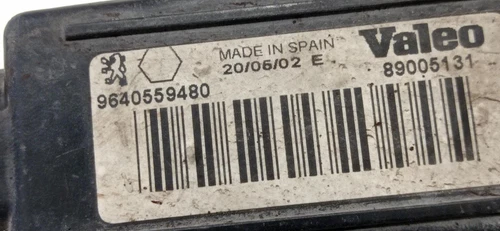 MADE IN SPAIN
Valeo
20/06/02 E
89005131
9640559480